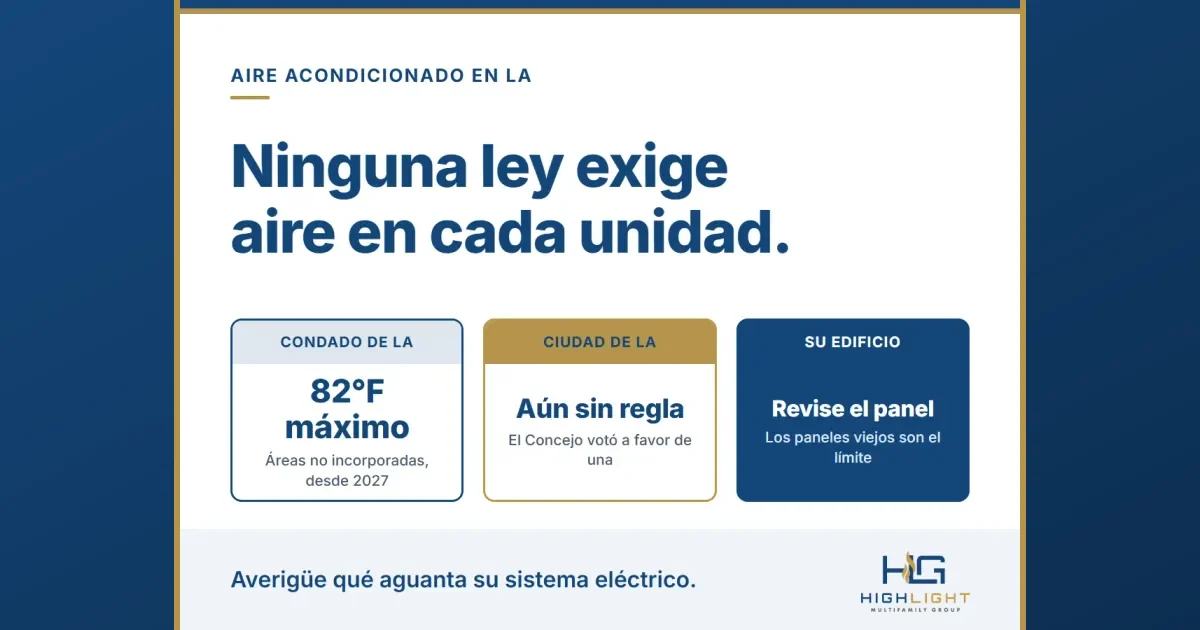 AIRE ACONDICIONADO EN LA
Ninguna ley exige
aire en cada unidad.
CONDADO DE LA
82°F
máximo
Áreas no incorporadas,
desde 2027
CIUDAD DE LA
Aún sin regla
El Concejo votó a favor de
una
SU EDIFICIO
Revise el panel
Los paneles viejos son el
límite
Averigüe qué aguanta su sistema eléctrico.
HLG
HIGHLIGHT
MULTIFAMILY GROUP